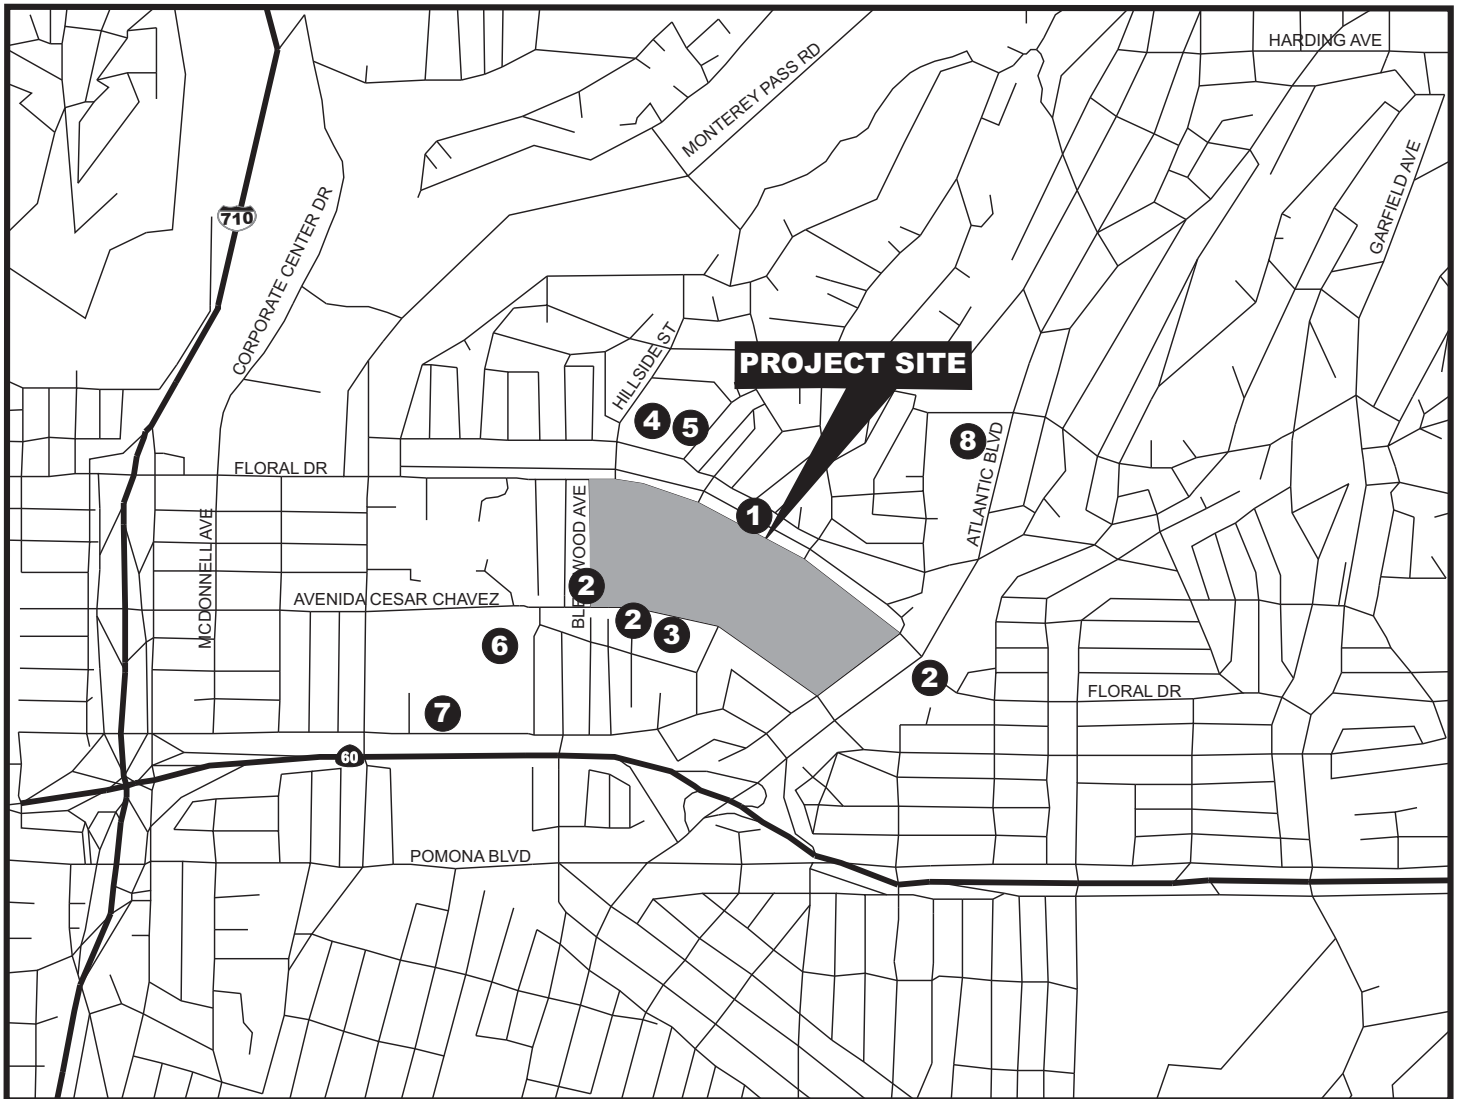 HARDING AVE
MONTEREY PASS RD
GARFIELD AVE
710
CORPORATE CENTER DR
HILLSIDE ST
PROJECT SITE
4
5
8
ATLANTIC BLVD
FLORAL DR
1
MCDONNELL AVE
WOOD AVE
2
AVENIDA CESAR CHAVEZ
2
3
6
2
FLORAL DR
7
60
POMONA BLVD